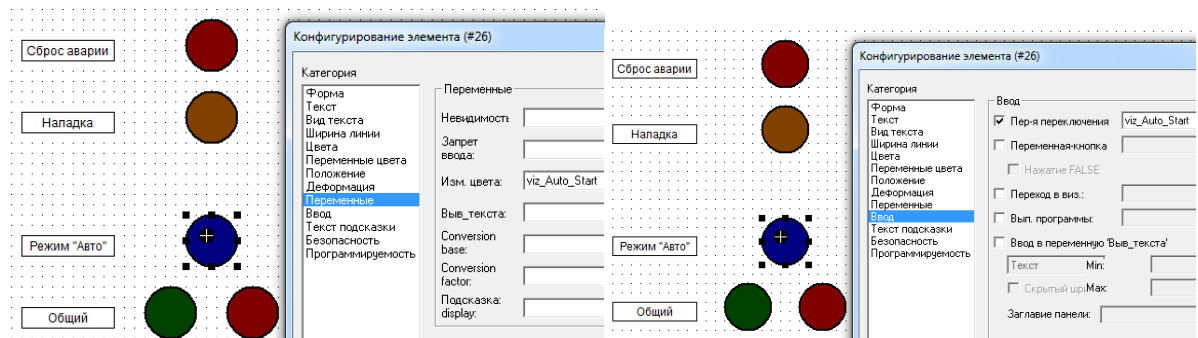 Сброс аварии
Наладка
Режим "Авто"
Общий
Конфигурирование элемента (#26)
Категория
Форма
Текст
Вид текста
Ширина линии
Цвета
Переменные цвета
Положение
Деформация
Переменные
Ввод
Текст подсказки
Безопасность
Программируемость
Переменные
Невидимость
Запрет
ввода:
Изм. цвета: viz_Auto_Start
Выв_текста:
Conversion
base:
Conversion
factor:
Подсказка:
display:
Сброс аварии
Наладка
Режим "Авто"
Общий
Конфигурирование элемента (#26)
Категория
Форма
Текст
Вид текста
Ширина линии
Цвета
Переменные цвета
Положение
Деформация
Переменные
Ввод
Текст подсказки
Безопасность
Программируемость
Ввод
Пер-я переключения viz_Auto_Start
Переменная-кнопка
Нажатие FALSE
Переход в виз.:
Вып. программы:
Ввод в переменную 'Выв_текста'
Текст Min:
Скрытый шри Max:
Заглавие панели: